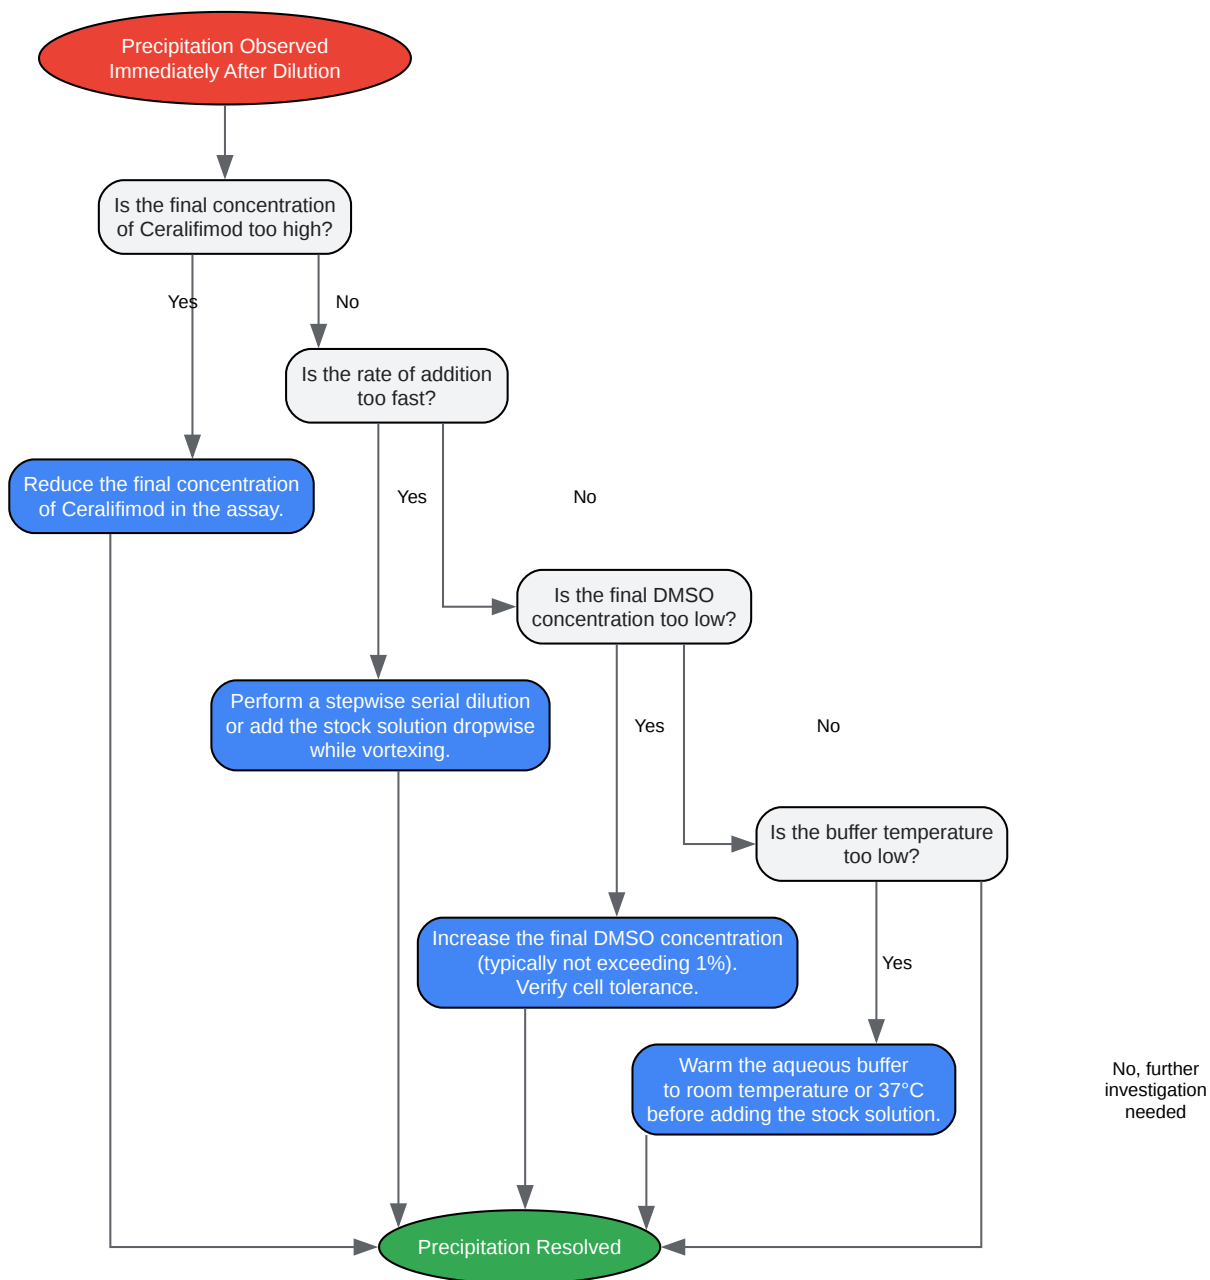 Precipitation Observed
Immediately After Dilution
Is the final concentration
of Ceralifimod too high?
Yes
No
Is the rate of addition
too fast?
Reduce the final concentration
of Ceralifimod in the assay.
Yes
No
Is the final DMSO
concentration too low?
Perform a stepwise serial dilution
or add the stock solution dropwise
while vortexing.
Yes
No
Is the buffer temperature
too low?
Increase the final DMSO concentration
(typically not exceeding 1%).
Verify cell tolerance.
Yes
Warm the aqueous buffer
to room temperature or 37°C
before adding the stock solution.
No, further
investigation
needed
Precipitation Resolved